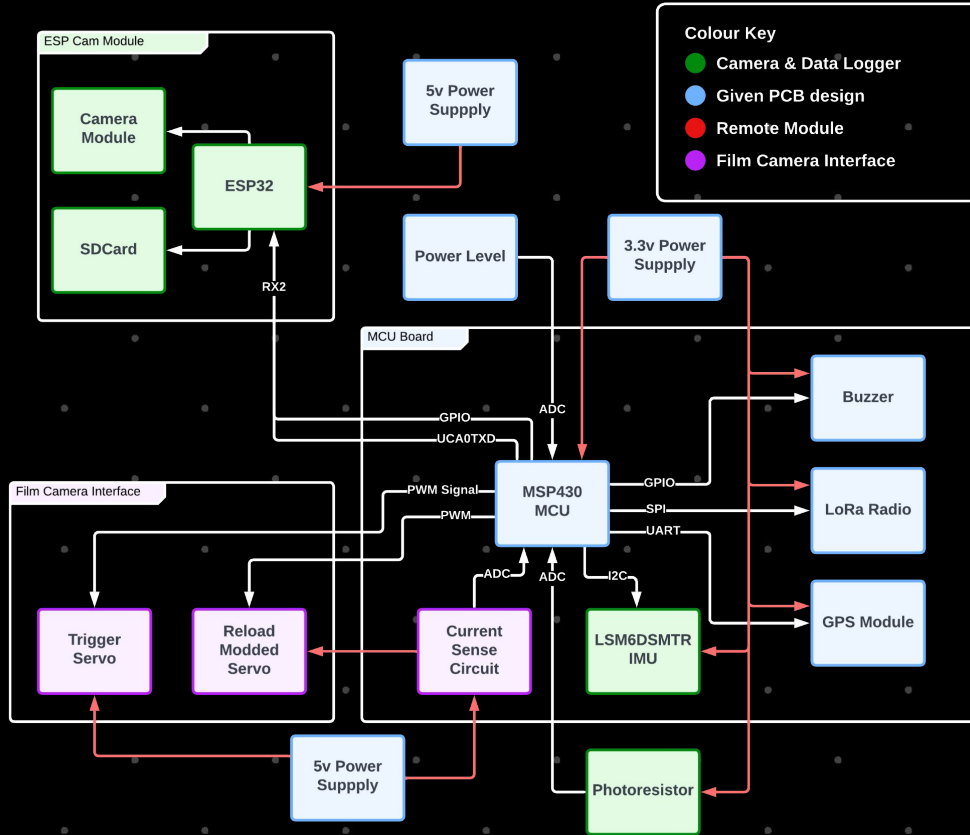 ESP Cam Module
Camera
Module
ESP32
SDCard
RX2
5v Power
Suppply
Power Level
3.3v Power
Suppply
Colour Key
Camera & Data Logger
Given PCB design
Remote Module
Film Camera Interface
MCU Board
Buzzer
LoRa Radio
GPS Module
GPIO
UCA0TXD
ADC
MSP430
MCU
GPIO
SPI
UART
Film Camera Interface
PWM Signal
PWM
ADC
ADC
I2C
Trigger
Servo
Reload
Modded
Servo
Current
Sense
Circuit
LSM6DSMTR
IMU
5v Power
Suppply
Photoresistor